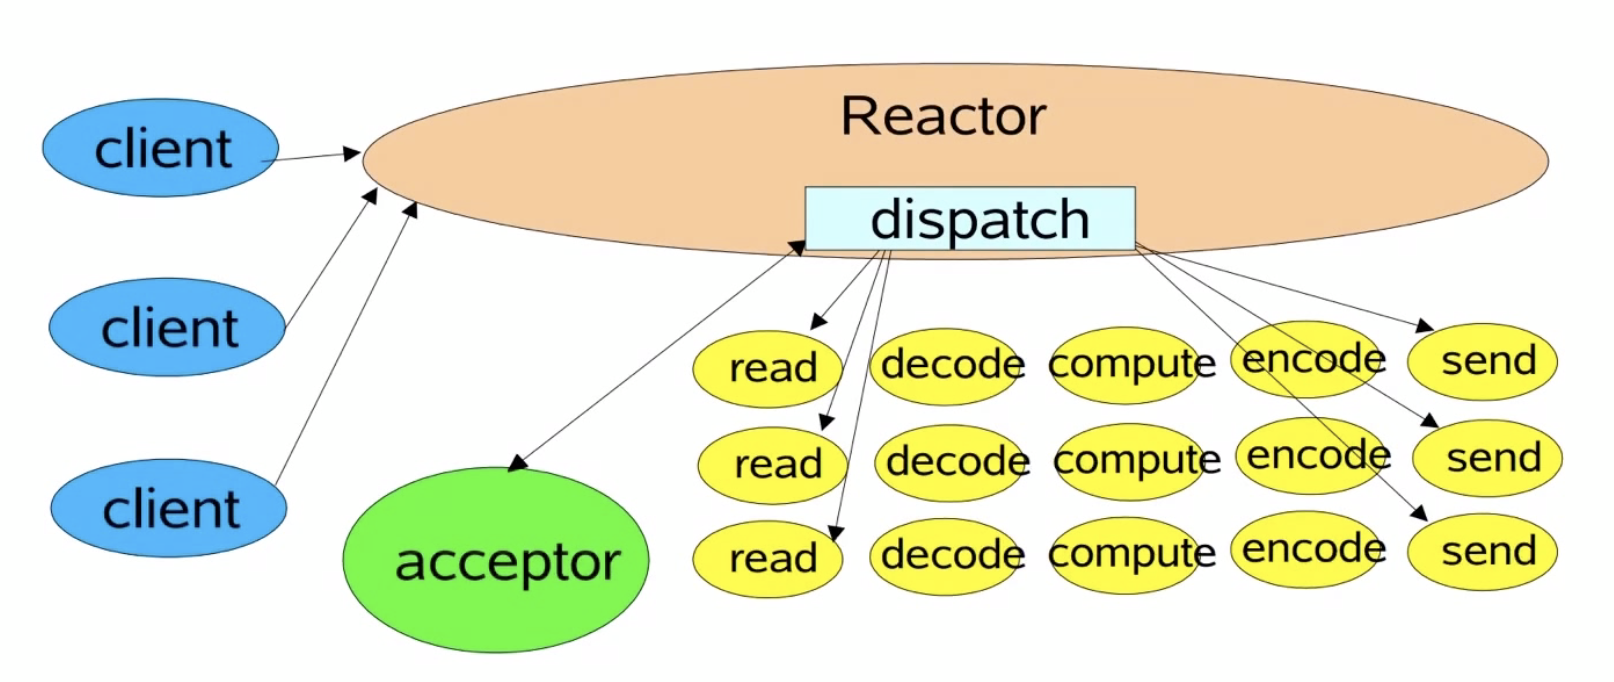 Reactor
dispatch
client
client
client
acceptor
read decode compute encode send
read decode compute encode send
read decode compute encode send